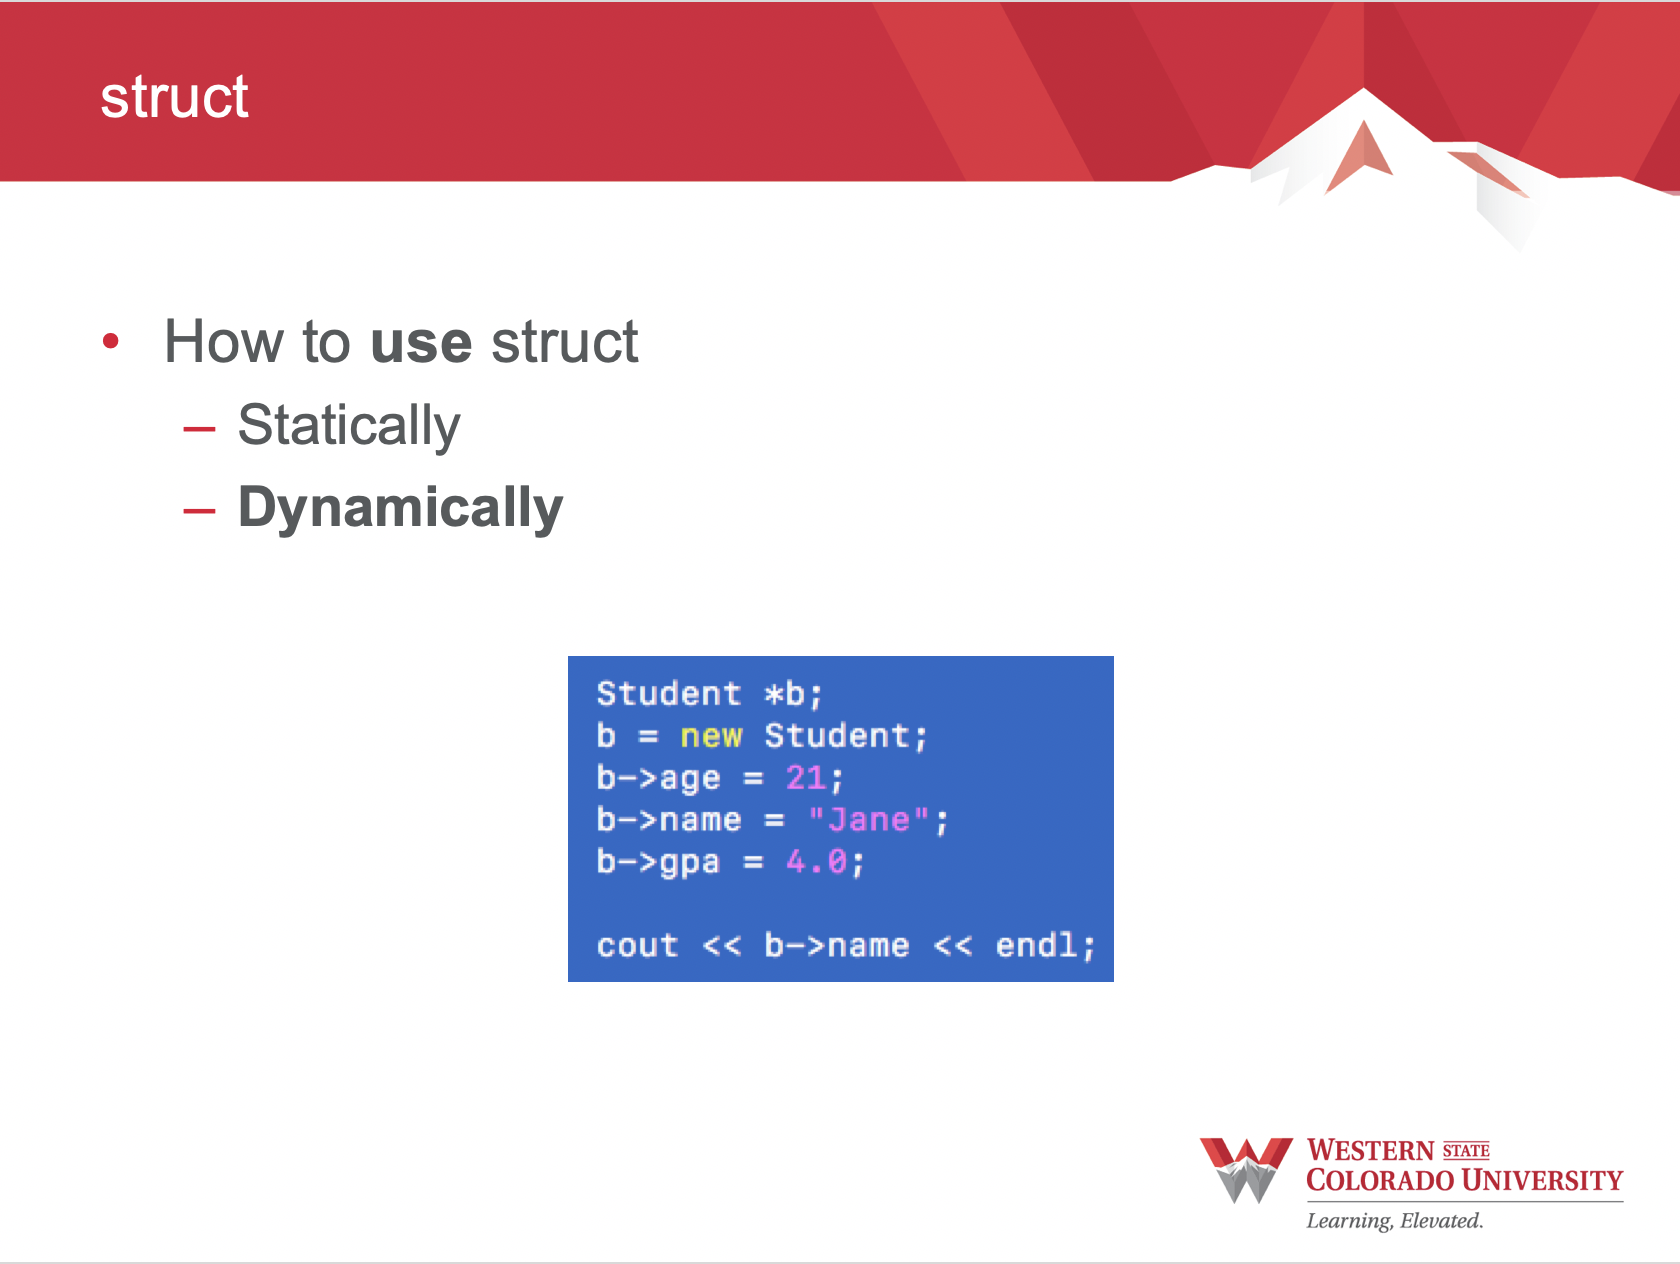 struct
• How to use struct
– Statically
– Dynamically
Student *b;
b = new Student;
b->age = 21;
b->name = "Jane";
b->gpa = 4.0;
cout << b->name << endl;
WESTERN STATE
COLORADO UNIVERSITY
Learning, Elevated.